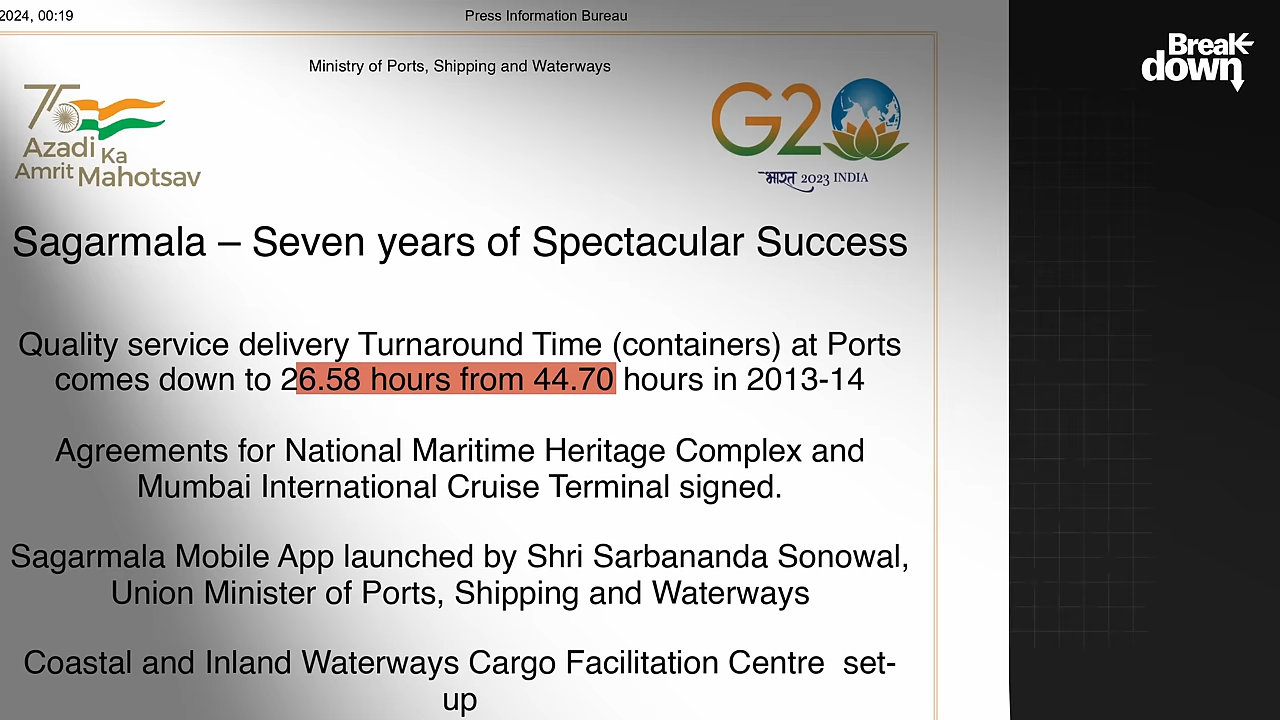 2024, 00:19
Press Information Bureau
Break
down
Ministry of Ports, Shipping and Waterways
75
Azadi Ka
Amrit Mahotsav
G20
भारत 2023 INDIA
Sagarmala – Seven years of Spectacular Success
Quality service delivery Turnaround Time (containers) at Ports
comes down to 26.58 hours from 44.70 hours in 2013-14
Agreements for National Maritime Heritage Complex and
Mumbai International Cruise Terminal signed.
Sagarmala Mobile App launched by Shri Sarbananda Sonowal,
Union Minister of Ports, Shipping and Waterways
Coastal and Inland Waterways Cargo Facilitation Centre  set-
up